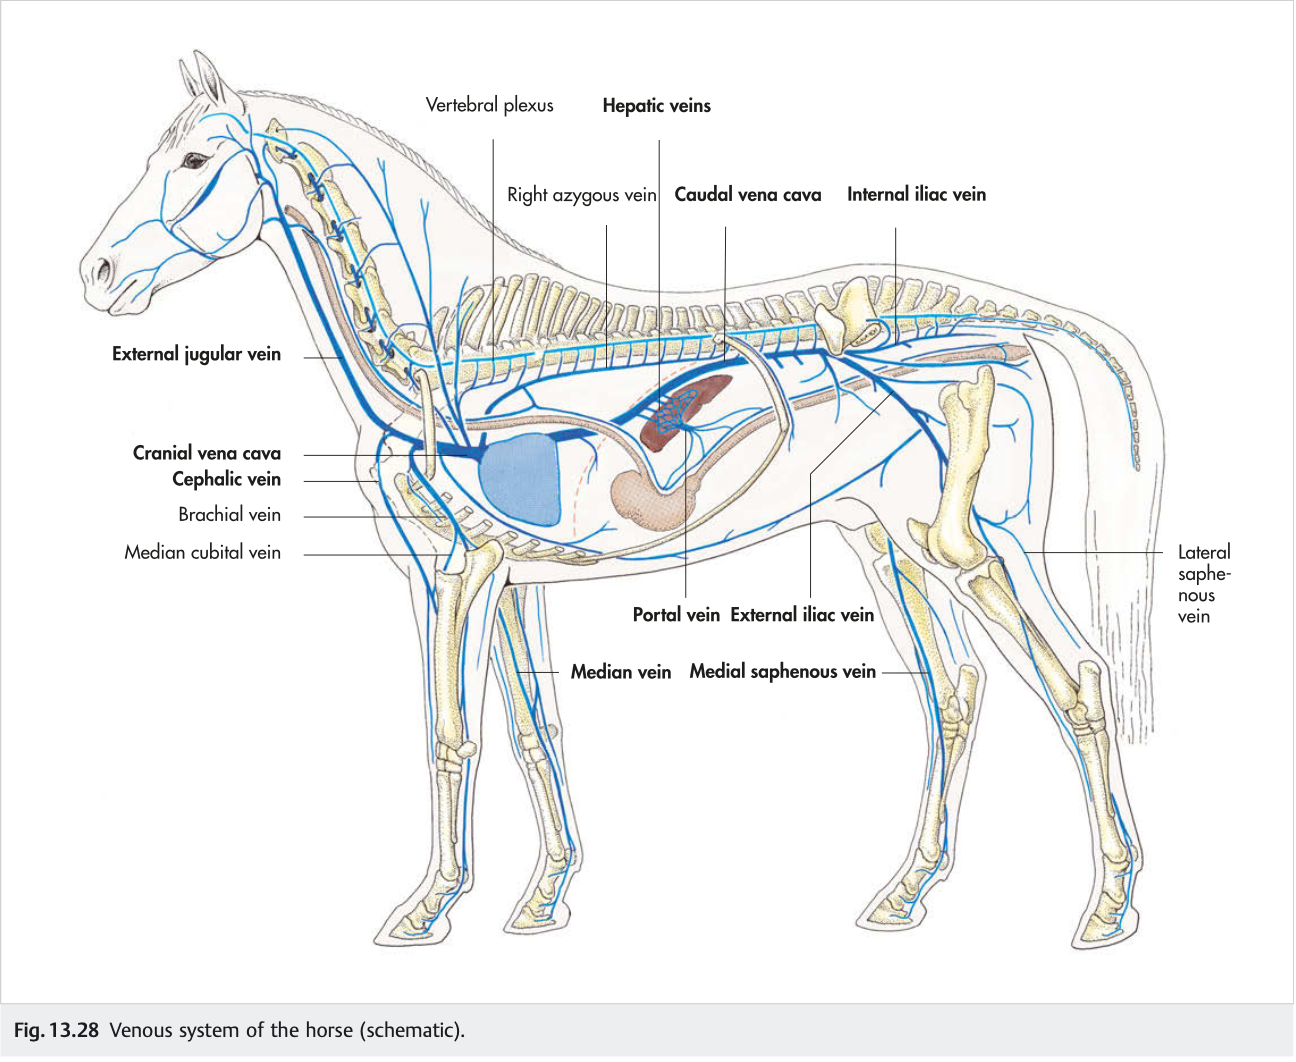 Vertebral plexus
Hepatic veins
Right azygous vein
Caudal vena cava
Internal iliac vein
External jugular vein
Cranial vena cava
Cephalic vein
Brachial vein
Median cubital vein
Lateral
saphe-
nous
vein
Portal vein
External iliac vein
Median vein
Medial saphenous vein
Fig. 13.28 Venous system of the horse (schematic).